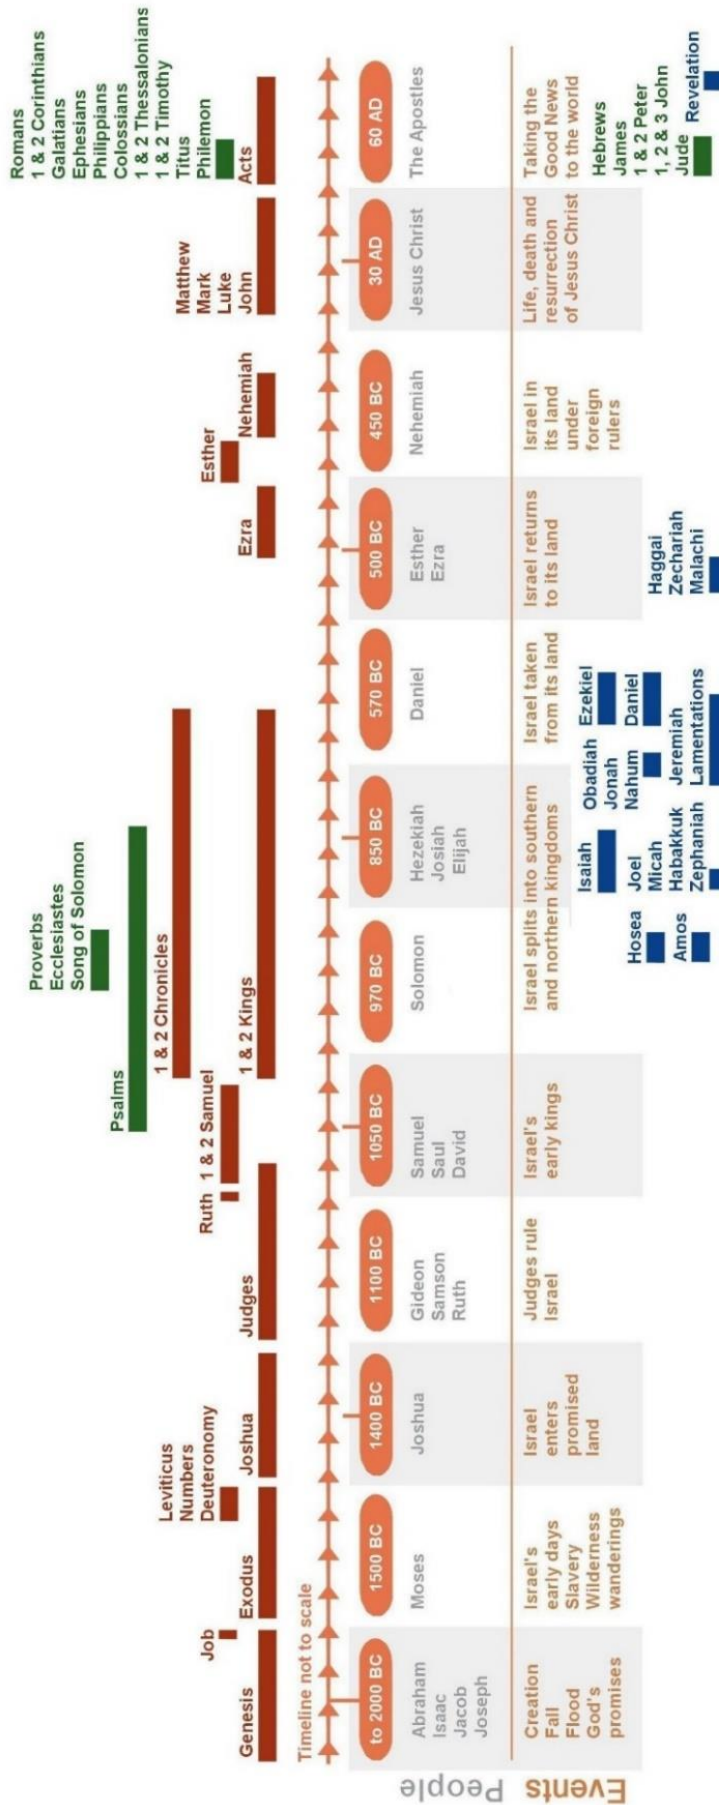 Genesis
Job
Exodus
Leviticus
Numbers
Deuteronomy
Joshua
Judges
Ruth
1 & 2 Samuel
Psalms
1 & 2 Chronicles
1 & 2 Kings
Proverbs
Ecclesiastes
Song of Solomon
Ezra
Esther
Nehemiah
Matthew
Mark
Luke
John
Romans
1 & 2 Corinthians
Galatians
Ephesians
Philippians
Colossians
1 & 2 Thessalonians
1 & 2 Timothy
Titus
Philemon
Acts
Timeline not to scale
to 2000 BC
1500 BC
1400 BC
1100 BC
1050 BC
970 BC
850 BC
570 BC
500 BC
450 BC
30 AD
60 AD
People
Abraham
Isaac
Jacob
Joseph
Moses
Joshua
Gideon
Samson
Ruth
Samuel
Saul
David
Solomon
Hezekiah
Josiah
Elijah
Daniel
Esther
Ezra
Nehemiah
Jesus Christ
The Apostles
Events
Creation
Fall
Flood
God's
promises
Israel's
early days
Slavery
Wilderness
wanderings
Israel
enters
promised
land
Judges rule
Israel
Israel's
early kings
Israel splits into southern
and northern kingdoms
Israel taken
from its land
Israel returns
to its land
Israel in
its land
under
foreign
rulers
Life, death and
resurrection
of Jesus Christ
Taking the
Good News
to the world
Hosea
Amos
Isaiah
Joel
Micah
Habakkuk
Zephaniah
Obadiah
Jonah
Nahum
Ezekiel
Daniel
Jeremiah
Lamentations
Haggai
Zechariah
Malachi
Hebrews
James
1 & 2 Peter
1, 2 & 3 John
Jude
Revelation